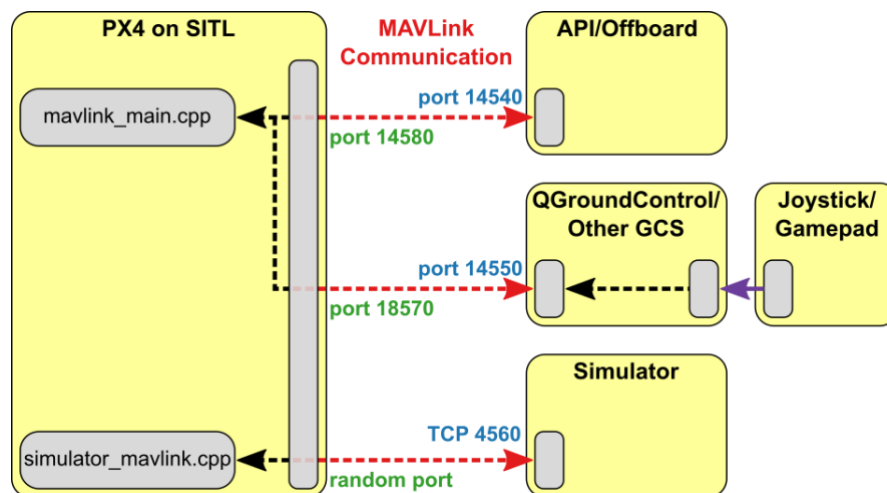 PX4 on SITL
mavlink_main.cpp
simulator_mavlink.cpp
MAVLink
Communication
port 14540
port 14580
port 14550
port 18570
TCP 4560
random port
API/Offboard
QGroundControl/
Other GCS
Joystick/
Gamepad
Simulator